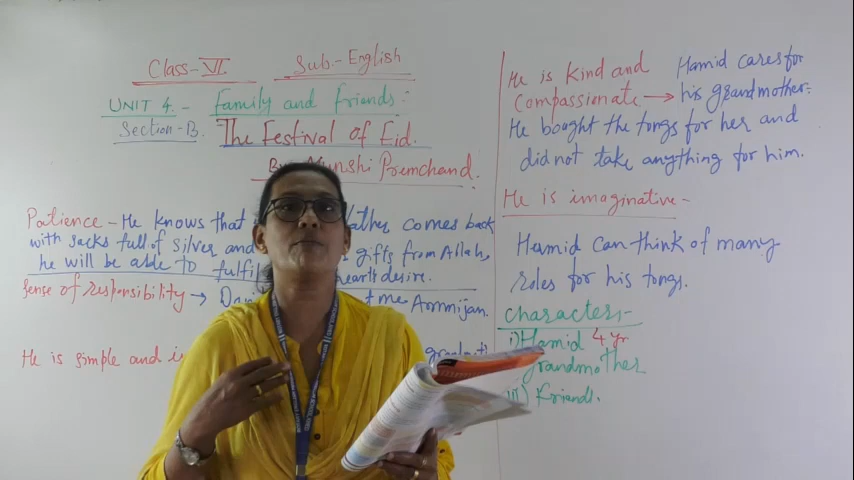 Class-VI Sub-English
UNIT 4. - family and friends:-
Section-B. The Festival of Eid.
By Munshi Premchand.
Patience - He knows that father comes back
with sacks full of silver and gifts from Allah,
he will be able to fulfil heart's desire.
sense of responsibility → me Ammijan.
He is simple and
He is kind and
Compassionate → Hamid cares for
his grandmother:-
He bought the tongs for her and
did not take anything for him.
He is imaginative-
Hamid can think of many
roles for his tongs.
Characters:-
i) Hamid 4 yr
grandmother
iii) Friends.